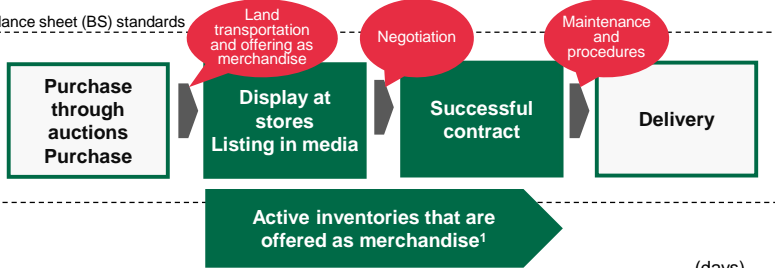 sheet (BS) standards
Land
transportation
and offering as
merchandise
Negotiation
Maintenance
and
procedures
Purchase
through
auctions
Purchase
Display at
stores
Listing in media
Successful
contract
Delivery
Active inventories that are
offered as merchandise¹
(days)